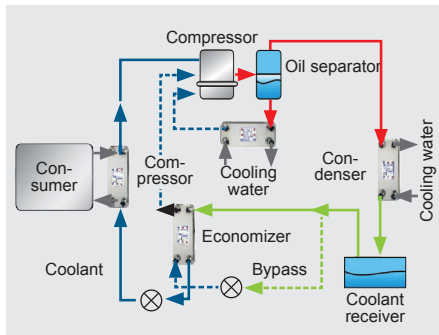 Compressor
Oil separator
Con-
sumer
Com-
pressor
Cooling
water
Con-
denser
Cooling water
Economizer
Coolant
Bypass
Coolant
receiver